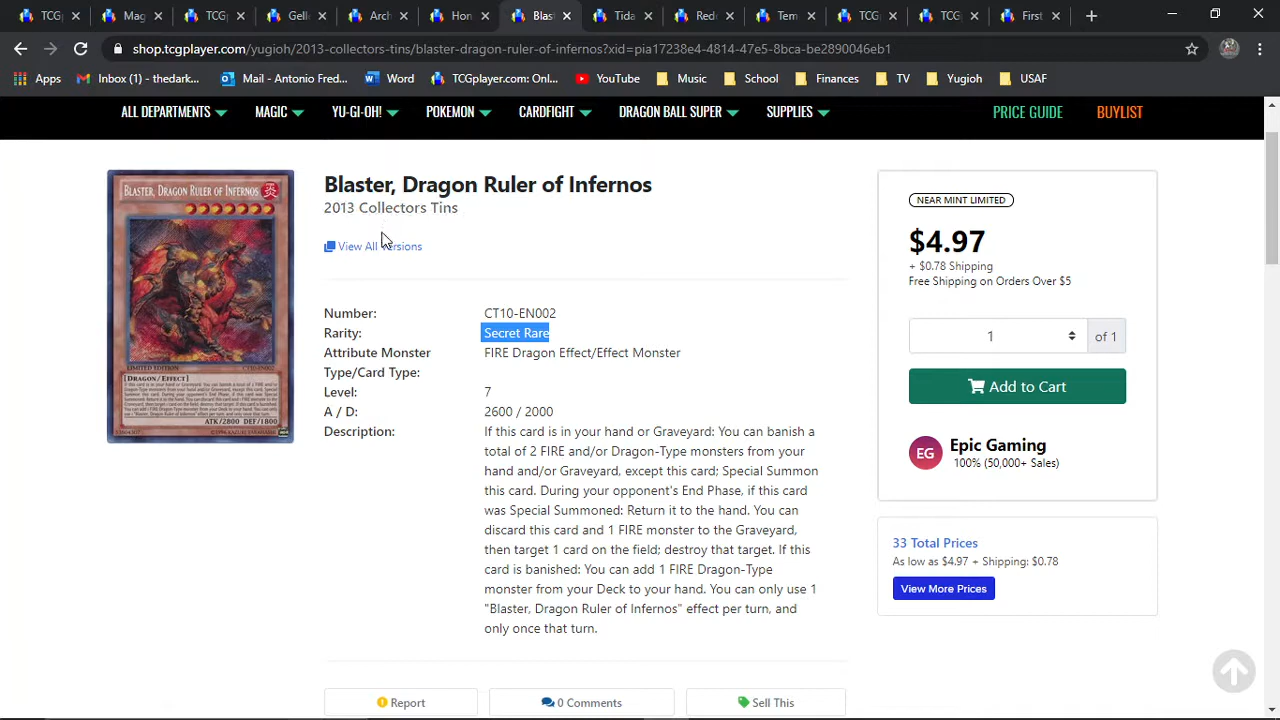 TCG
Mag
TCG
Gello
Arch
Hon
Blas
Tida
Red
Tem
TCG
TCG
First
shop.tcgplayer.com/yugioh/2013-collectors-tins/blaster-dragon-ruler-of-infernos?xid=pia17238e4-4814-47e5-8bca-be2890046eb1
Apps
Inbox (1) - thedark...
Mail - Antonio Fred...
Word
TCGplayer.com: Onl...
YouTube
Music
School
Finances
TV
Yugioh
USAF
ALL DEPARTMENTS
MAGIC
YU-GI-OH!
POKEMON
CARDFIGHT
DRAGON BALL SUPER
SUPPLIES
PRICE GUIDE
BUYLIST
BLASTER, DRAGON RULER OF INFERNOS
炎
LIMITED EDITION
CT10-EN002
[DRAGON/EFFECT]
ATK/2800 DEF/1800
Blaster, Dragon Ruler of Infernos
2013 Collectors Tins
View All Versions
Number: CT10-EN002
Rarity: Secret Rare
Attribute Monster FIRE Dragon Effect/Effect Monster
Type/Card Type:
Level: 7
A / D: 2600 / 2000
Description: If this card is in your hand or Graveyard: You can banish a
total of 2 FIRE and/or Dragon-Type monsters from your
hand and/or Graveyard, except this card; Special Summon
this card. During your opponent's End Phase, if this card
was Special Summoned: Return it to the hand. You can
discard this card and 1 FIRE monster to the Graveyard,
then target 1 card on the field; destroy that target. If this
card is banished: You can add 1 FIRE Dragon-Type
monster from your Deck to your hand. You can only use 1
"Blaster, Dragon Ruler of Infernos" effect per turn, and
only once that turn.
Report
0 Comments
Sell This
NEAR MINT LIMITED
$4.97
+ $0.78 Shipping
Free Shipping on Orders Over $5
1
of 1
Add to Cart
EG
Epic Gaming
100% (50,000+ Sales)
33 Total Prices
As low as $4.97 + Shipping: $0.78
View More Prices